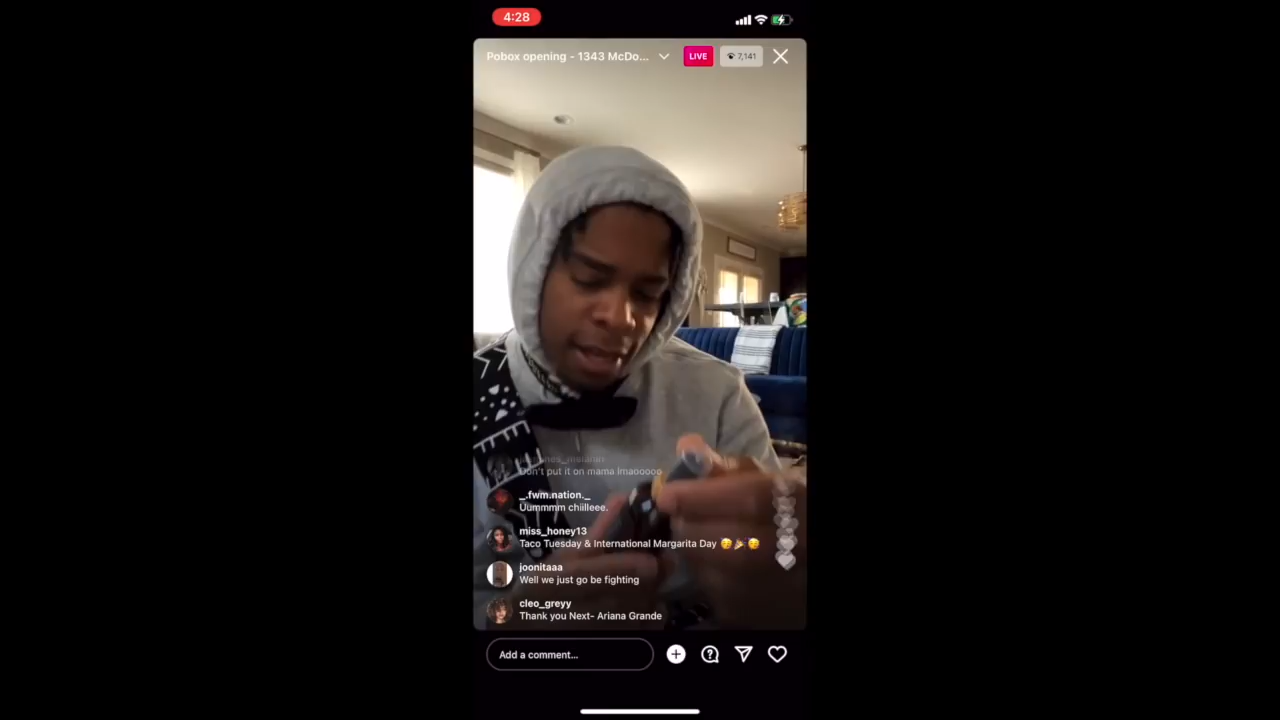 4:28
Pobox opening - 1343 McDo...
LIVE
7,141
Don't put it on mama lmaooooo
_.fwm.nation._
Uummmm chiilleee.
miss_honey13
Taco Tuesday & International Margarita Day 🥳🎉🥳
joonitaaa
Well we just go be fighting
cleo_greyy
Thank you Next- Ariana Grande
Add a comment...